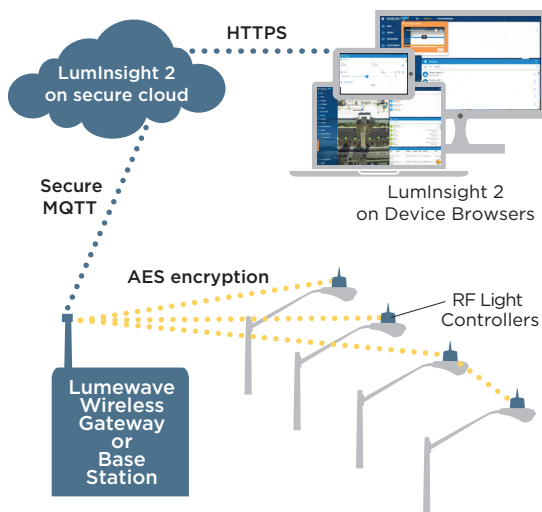 HTTPS
LumInsight 2
on secure cloud
LumInsight 2
on Device Browsers
Secure
MQTT
AES encryption
RF Light
Controllers
Lumewave
Wireless
Gateway
or
Base
Station